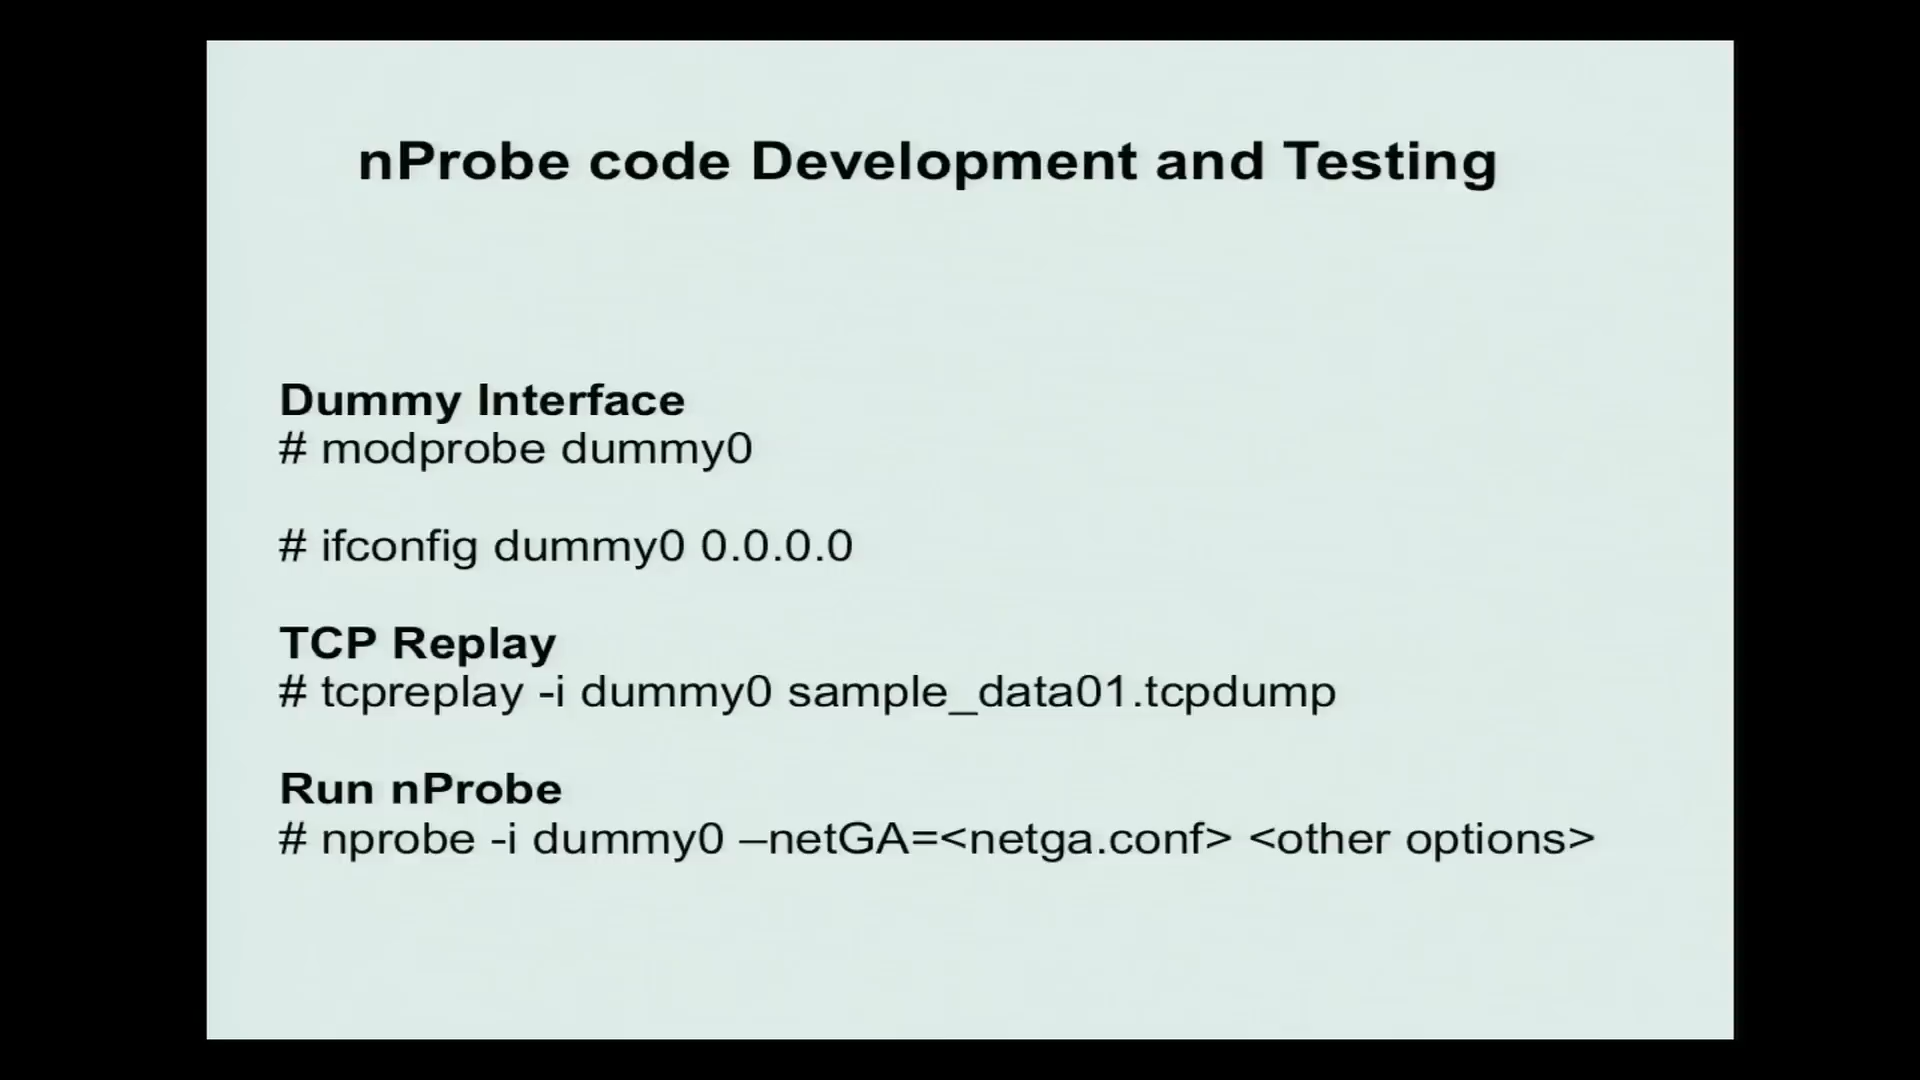 nProbe code Development and Testing
Dummy Interface
# modprobe dummy0
# ifconfig dummy0 0.0.0.0
TCP Replay
# tcpreplay -i dummy0 sample_data01.tcpdump
Run nProbe
# nprobe -i dummy0 –netGA=<netga.conf> <other options>